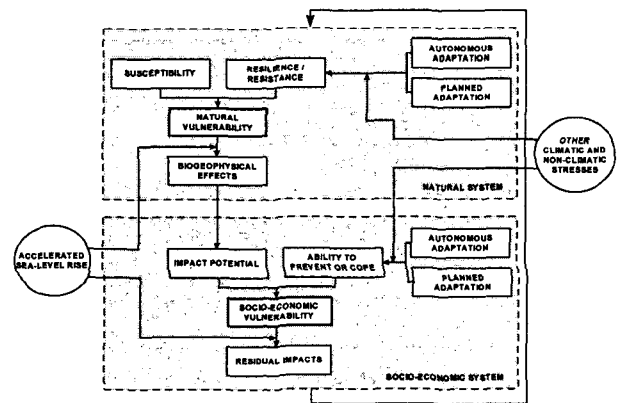 AUTONOMOUS
ADAPTATION
SUSCEPTIBILITY
RESILIENCE /
RESISTANCE
PLANNED
ADAPTATION
NATURAL
VULNERABILITY
OTHER
CLIMATIC AND
NON-CLIMATIC
STRESSES
BIOGEOPHYSICAL
EFFECTS
NATURAL SYSTEM
ACCELERATED
SEA-LEVEL RISE
IMPACT POTENTIAL
ABILITY TO
PREVENT OR COPE
AUTONOMOUS
ADAPTATION
PLANNED
ADAPTATION
SOCIO-ECONOMIC
VULNERABILITY
RESIDUAL IMPACTS
SOCIO-ECONOMIC SYSTEM